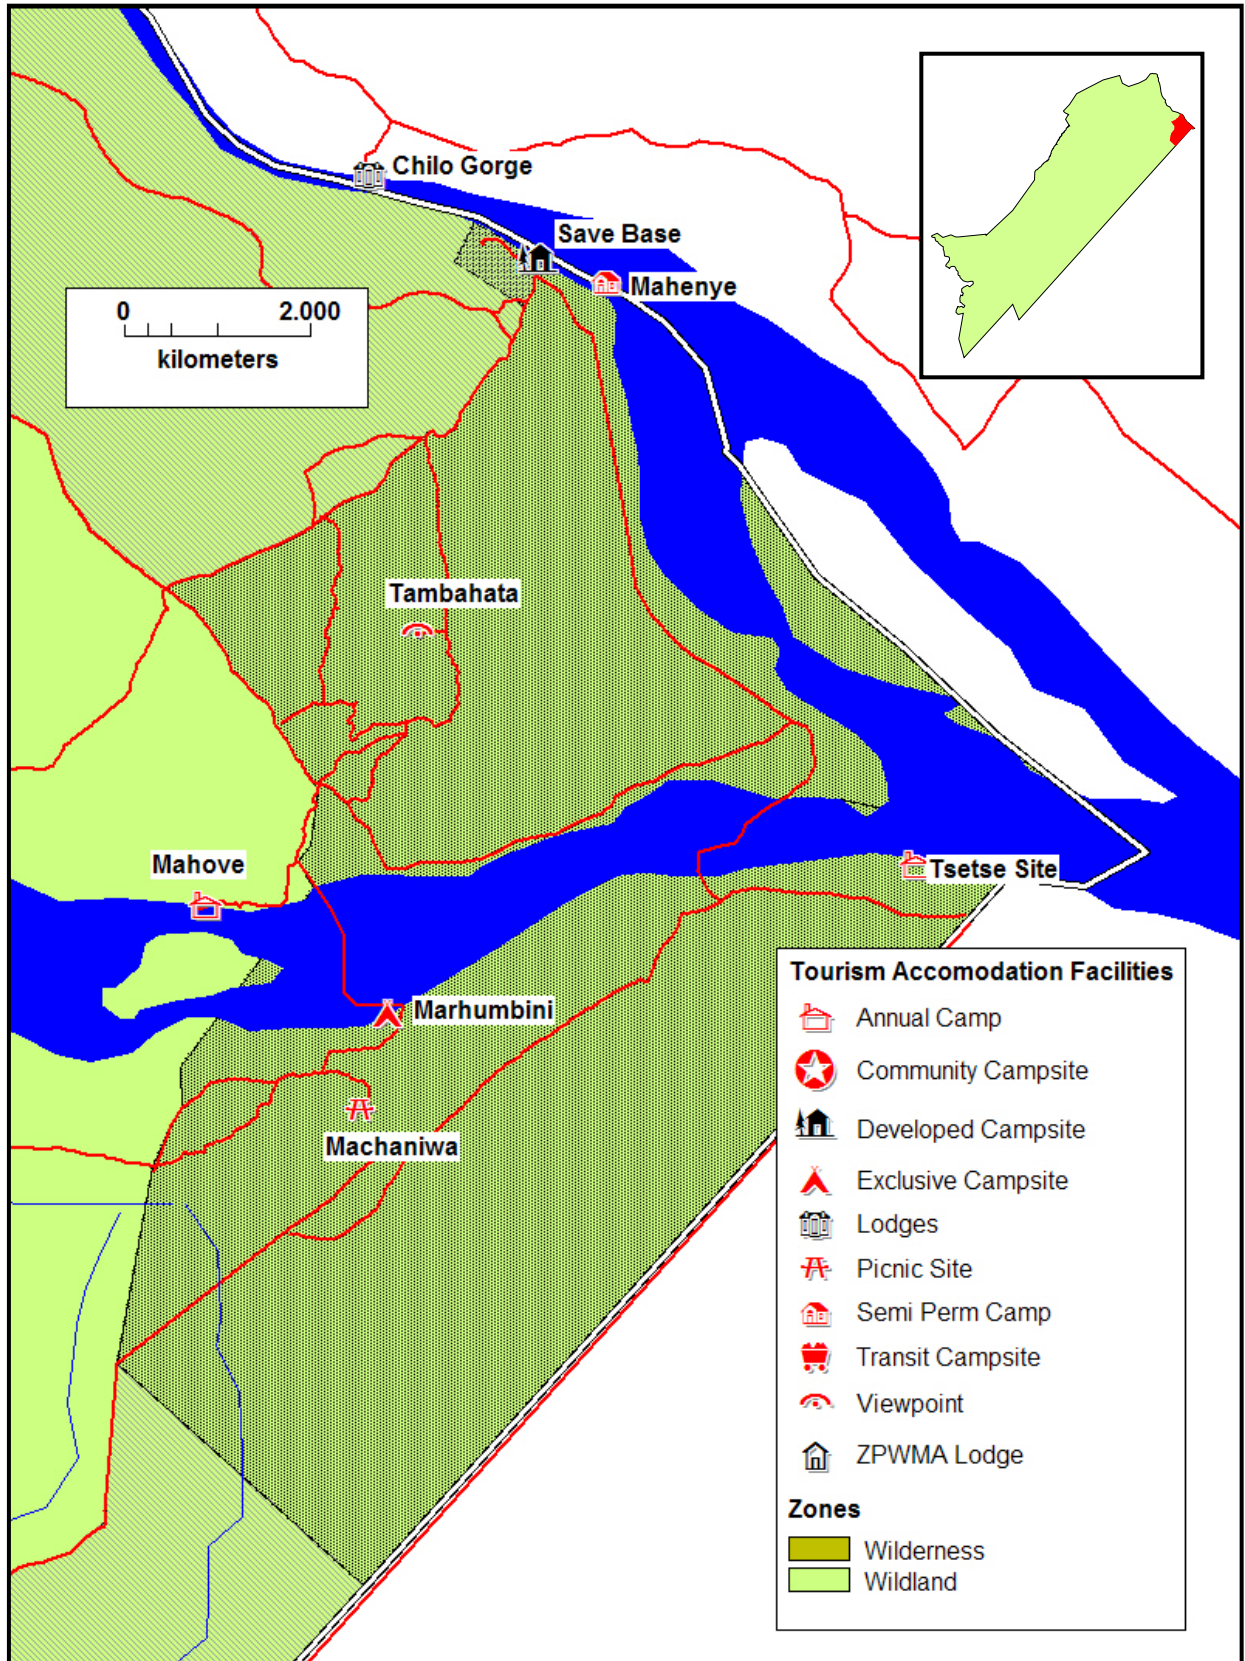 Chilo Gorge
Save Base
Mahenye
0 2.000
kilometers
Tambahata
Mahove
Tsetse Site
Marhumbini
Machaniwa
Tourism Accomodation Facilities
Annual Camp
Community Campsite
Developed Campsite
Exclusive Campsite
Lodges
Picnic Site
Semi Perm Camp
Transit Campsite
Viewpoint
ZPWMA Lodge
Zones
Wilderness
Wildland